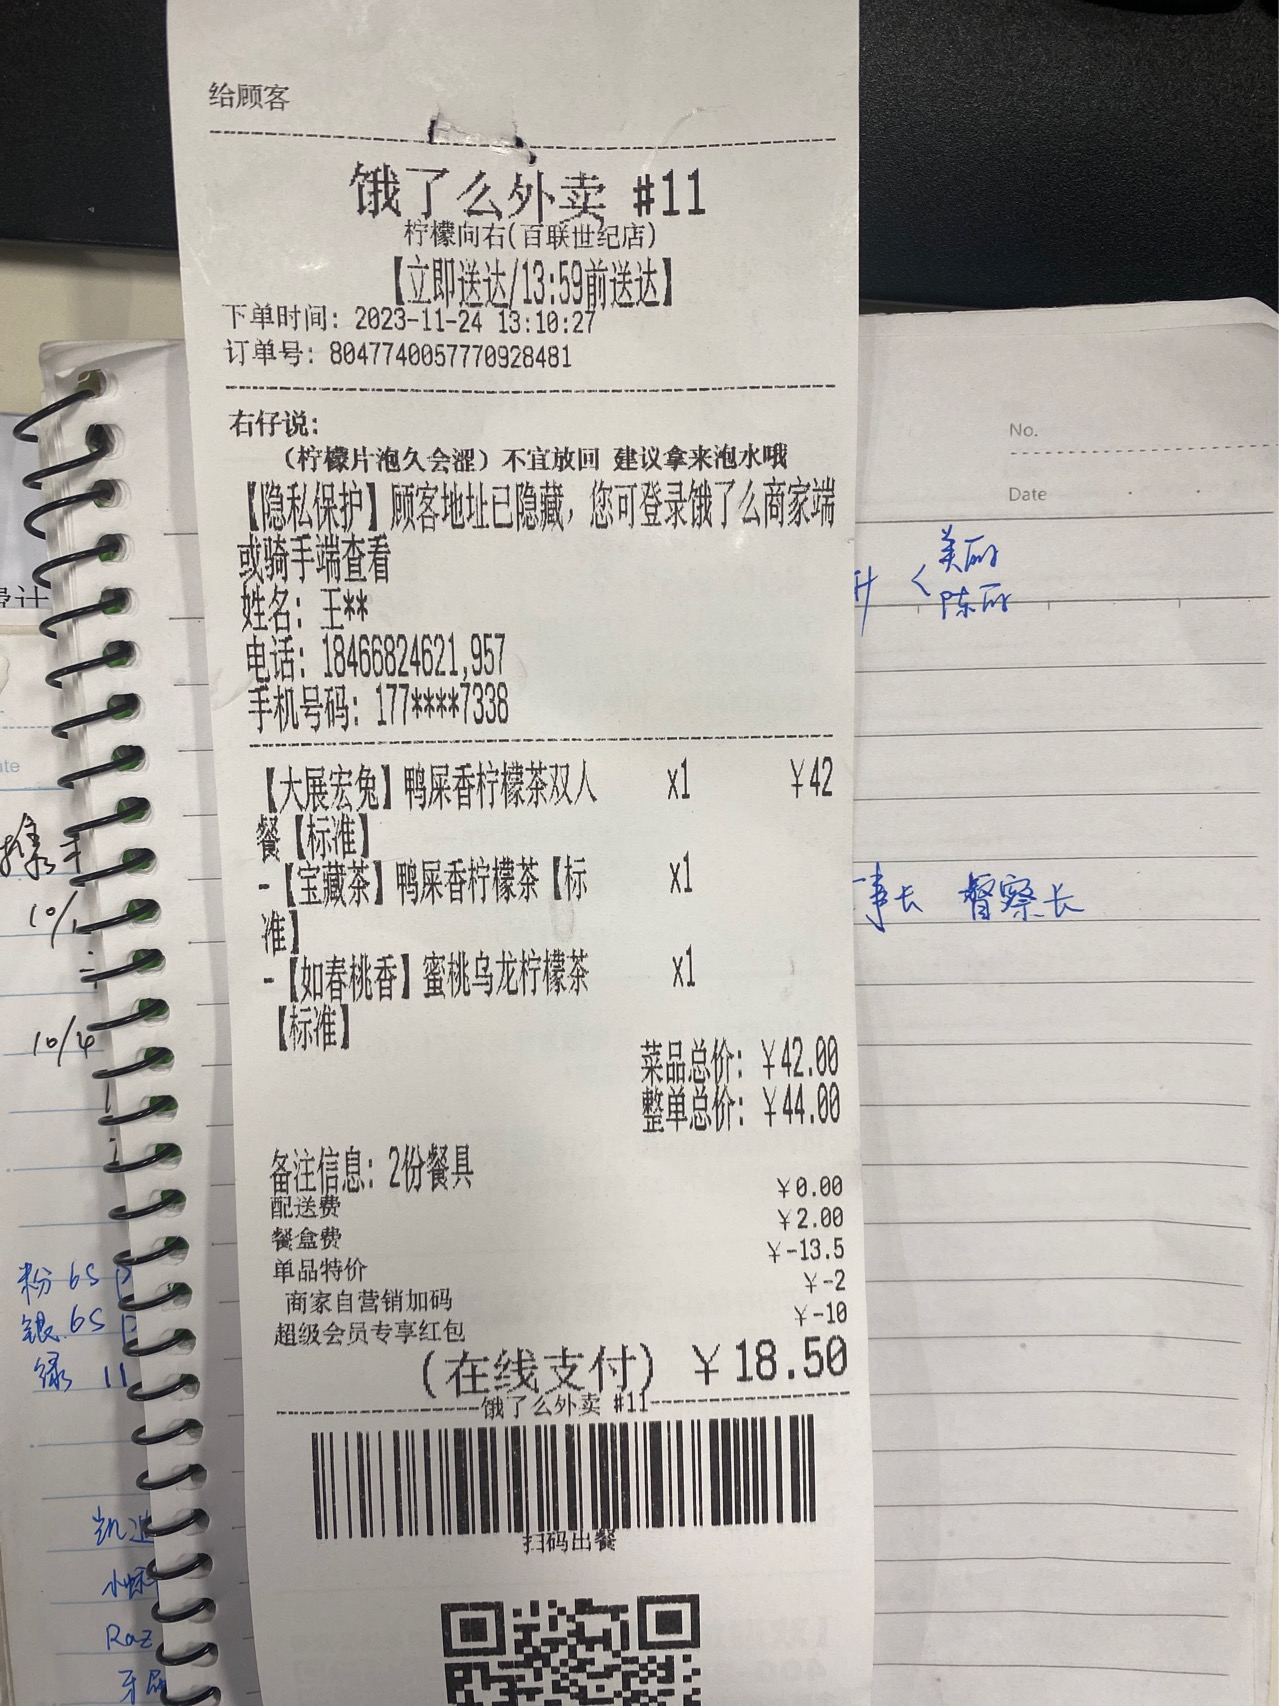 给顾客
饿了么外卖 #11
柠檬向右(百联世纪店)
【立即送达/13:59前送达】
下单时间: 2023-11-24 13:10:27
订单号: 8047740057770928481
右仔说:
(柠檬片泡久会涩)不宜放回 建议拿来泡水哦
【隐私保护】顾客地址已隐藏，您可登录饿了么商家端
或骑手端查看
姓名: 王**
电话: 18466824621,957
手机号码: 177****7338
【大展宏兔】鸭屎香柠檬茶双人 x1 ￥42
餐【标准】
-【宝藏茶】鸭屎香柠檬茶【标 x1
准】
-【如春桃香】蜜桃乌龙柠檬茶 x1
【标准】
菜品总价: ￥42.00
整单总价: ￥44.00
备注信息: 2份餐具
配送费 ￥0.00
餐盒费 ￥2.00
单品特价 ￥-13.5
商家自营销加码 ￥-2
超级会员专享红包 ￥-10
(在线支付) ￥18.50
饿了么外卖 #11
扫码出餐
No.
Date
美丽
陈丽
事长 督察长
10/1
10/4
粉 65
银 65
绿 11
Raz